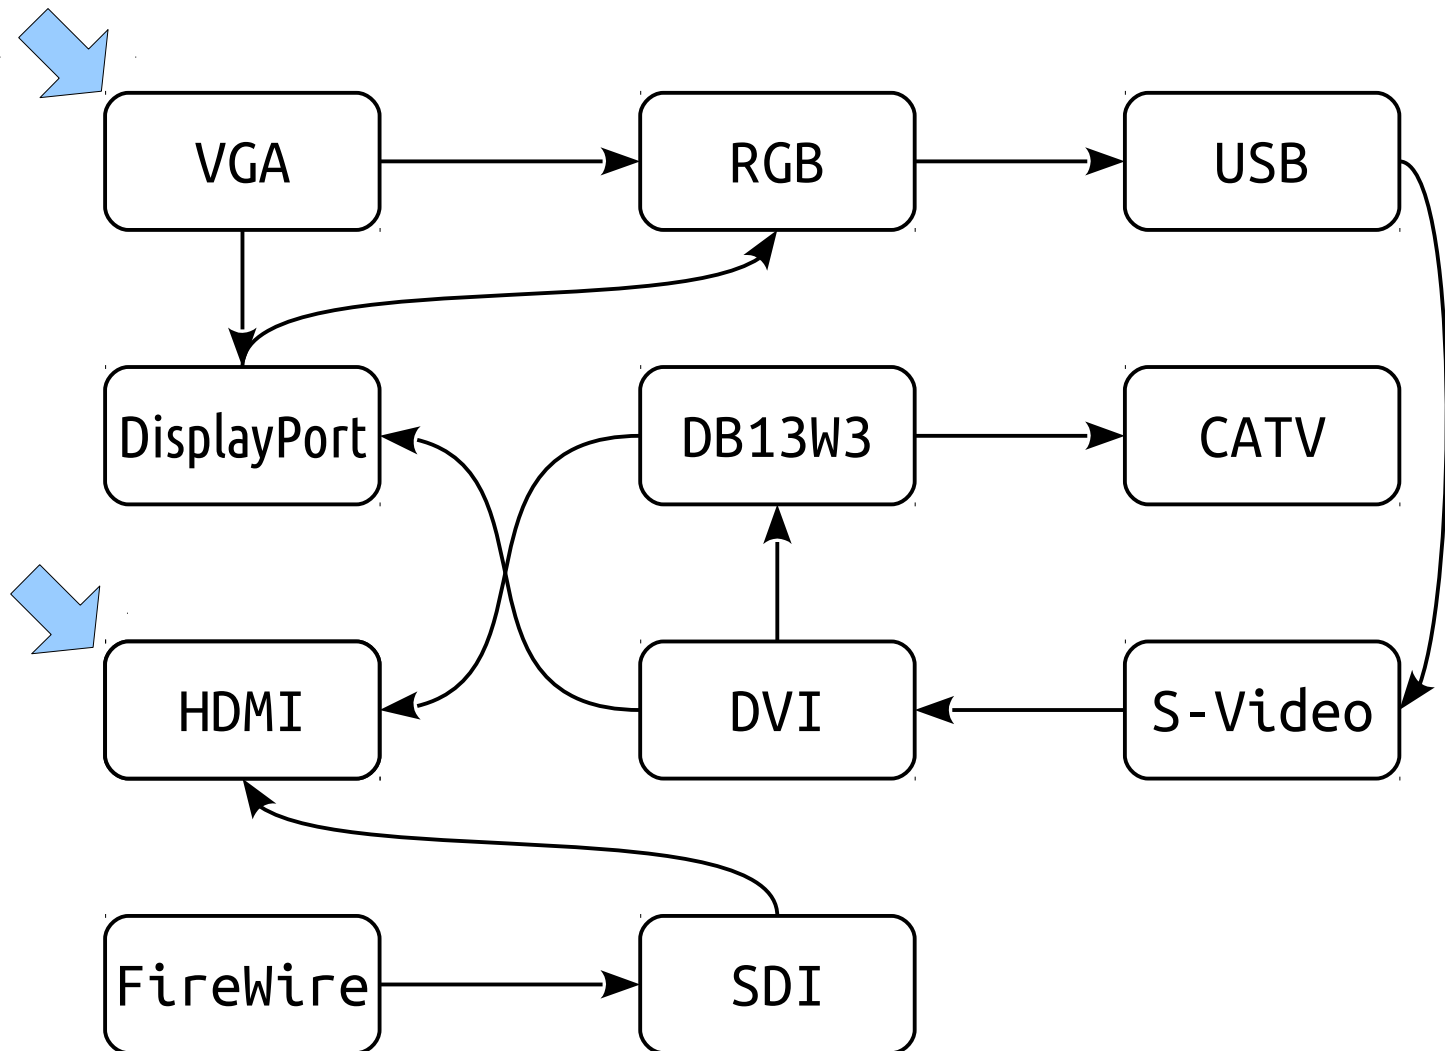 VGA
RGB
USB
DisplayPort
DB13W3
CATV
HDMI
DVI
S-Video
FireWire
SDI